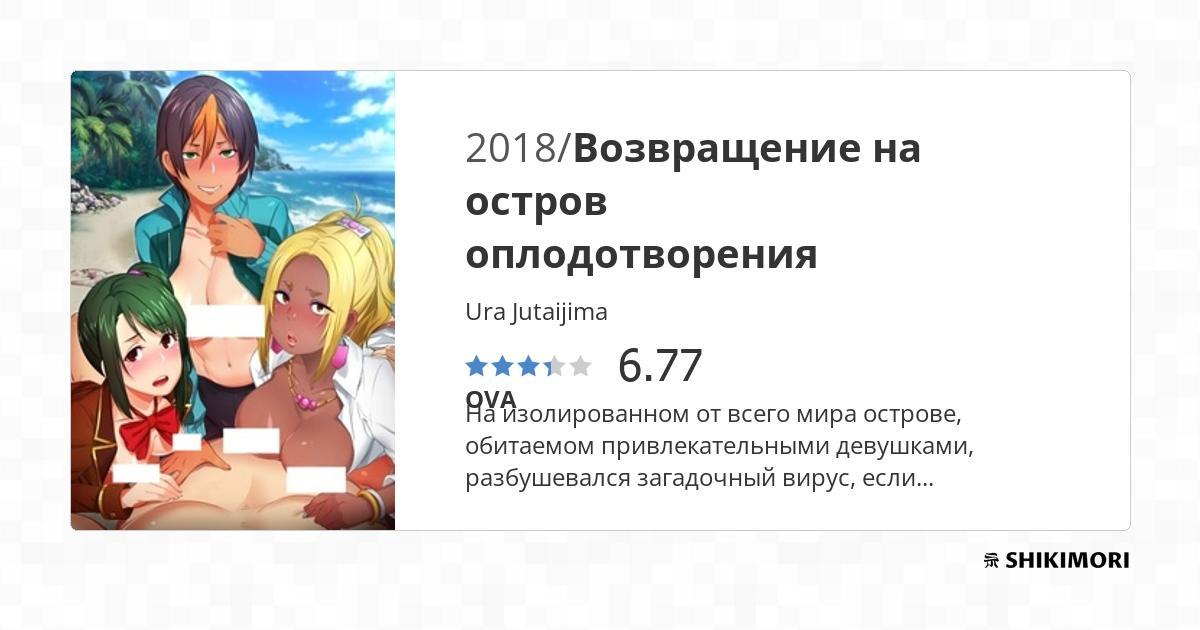 2018/Возвращение на
остров
оплодотворения
Ura Jutaijima
6.77
OVA
На изолированном от всего мира острове,
обитаемом привлекательными девушками,
разбушевался загадочный вирус, если...
SHIKIMORI